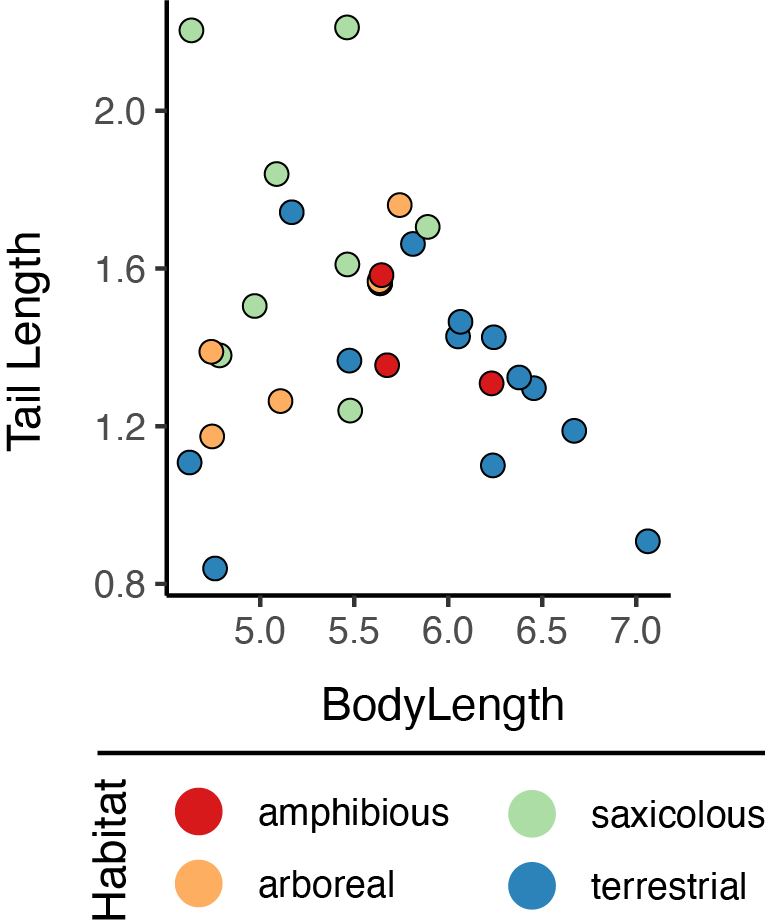 2.0
1.6
1.2
0.8
Tail Length
5.0 5.5 6.0 6.5 7.0
BodyLength
Habitat
amphibious saxicolous
arboreal terrestrial